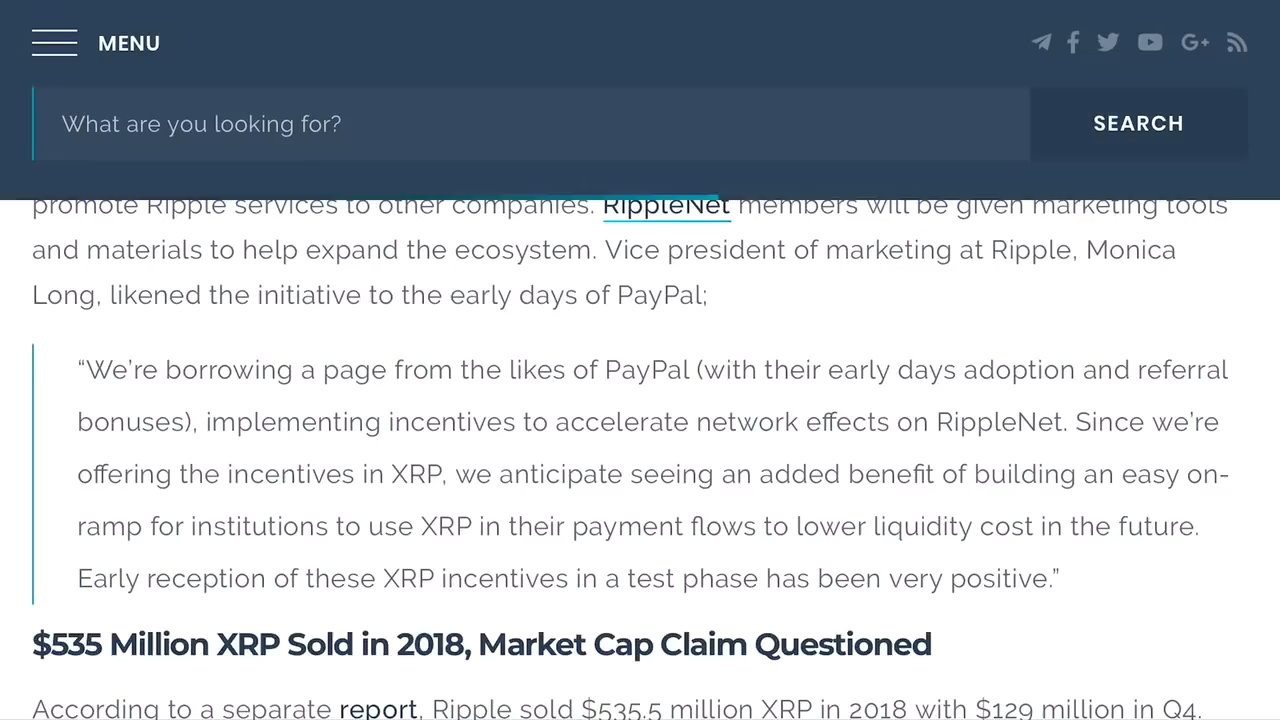 MENU
What are you looking for?
SEARCH
promote Ripple services to other companies. RippleNet members will be given marketing tools
and materials to help expand the ecosystem. Vice president of marketing at Ripple, Monica
Long, likened the initiative to the early days of PayPal;
“We’re borrowing a page from the likes of PayPal (with their early days adoption and referral
bonuses), implementing incentives to accelerate network effects on RippleNet. Since we’re
offering the incentives in XRP, we anticipate seeing an added benefit of building an easy on-
ramp for institutions to use XRP in their payment flows to lower liquidity cost in the future.
Early reception of these XRP incentives in a test phase has been very positive.”
$535 Million XRP Sold in 2018, Market Cap Claim Questioned
According to a separate report, Ripple sold $535.5 million XRP in 2018 with $129 million in Q4.